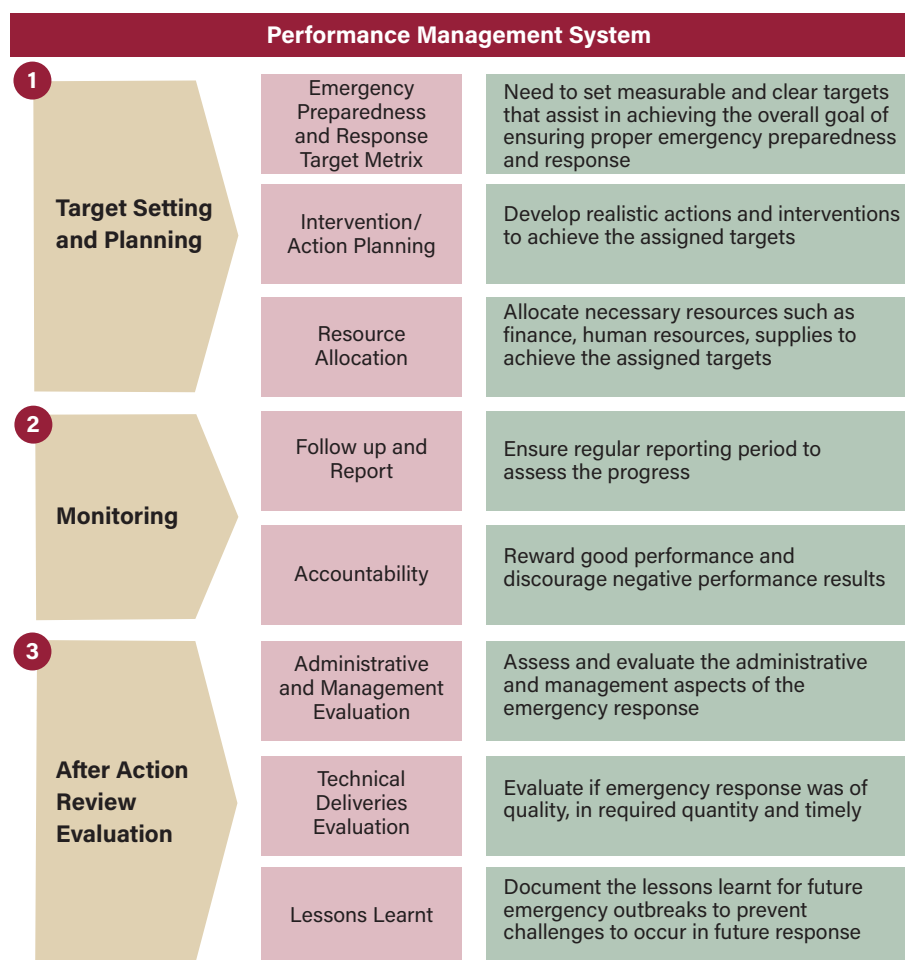 Performance Management System
1
Target Setting
and Planning
Emergency
Preparedness
and Response
Target Metrix
Need to set measurable and clear targets
that assist in achieving the overall goal of
ensuring proper emergency preparedness
and response
Intervention/
Action Planning
Develop realistic actions and interventions
to achieve the assigned targets
Resource
Allocation
Allocate necessary resources such as
finance, human resources, supplies to
achieve the assigned targets
2
Monitoring
Follow up and
Report
Ensure regular reporting period to
assess the progress
Accountability
Reward good performance and
discourage negative performance results
3
After Action
Review
Evaluation
Administrative
and Management
Evaluation
Assess and evaluate the administrative
and management aspects of the
emergency response
Technical
Deliveries
Evaluation
Evaluate if emergency response was of
quality, in required quantity and timely
Lessons Learnt
Document the lessons learnt for future
emergency outbreaks to prevent
challenges to occur in future response